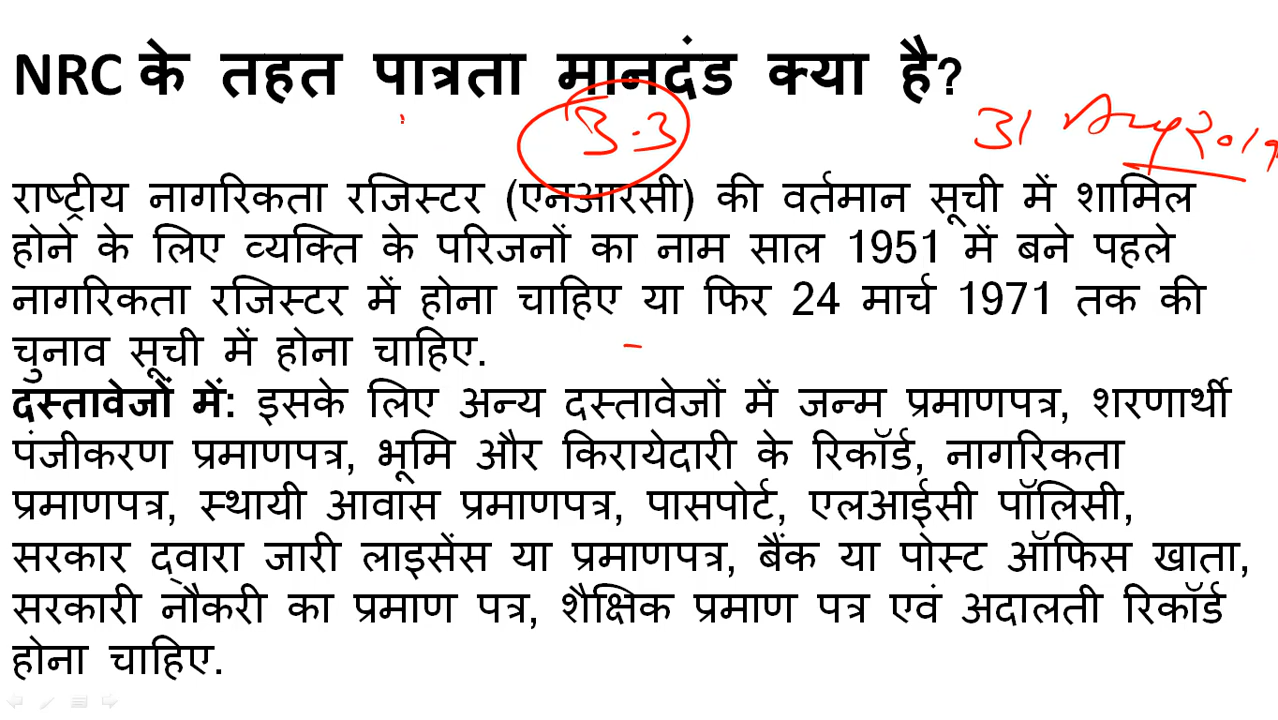 NRC के तहत पात्रता मानदंड क्या है?
3.3
31 Aug 2019
राष्ट्रीय नागरिकता रजिस्टर (एनआरसी) की वर्तमान सूची में शामिल
होने के लिए व्यक्ति के परिजनों का नाम साल 1951 में बने पहले
नागरिकता रजिस्टर में होना चाहिए या फिर 24 मार्च 1971 तक की
चुनाव सूची में होना चाहिए.
दस्तावेजों में: इसके लिए अन्य दस्तावेजों में जन्म प्रमाणपत्र, शरणार्थी
पंजीकरण प्रमाणपत्र, भूमि और किरायेदारी के रिकॉर्ड, नागरिकता
प्रमाणपत्र, स्थायी आवास प्रमाणपत्र, पासपोर्ट, एलआईसी पॉलिसी,
सरकार द्वारा जारी लाइसेंस या प्रमाणपत्र, बैंक या पोस्ट ऑफिस खाता,
सरकारी नौकरी का प्रमाण पत्र, शैक्षिक प्रमाण पत्र एवं अदालती रिकॉर्ड
होना चाहिए.